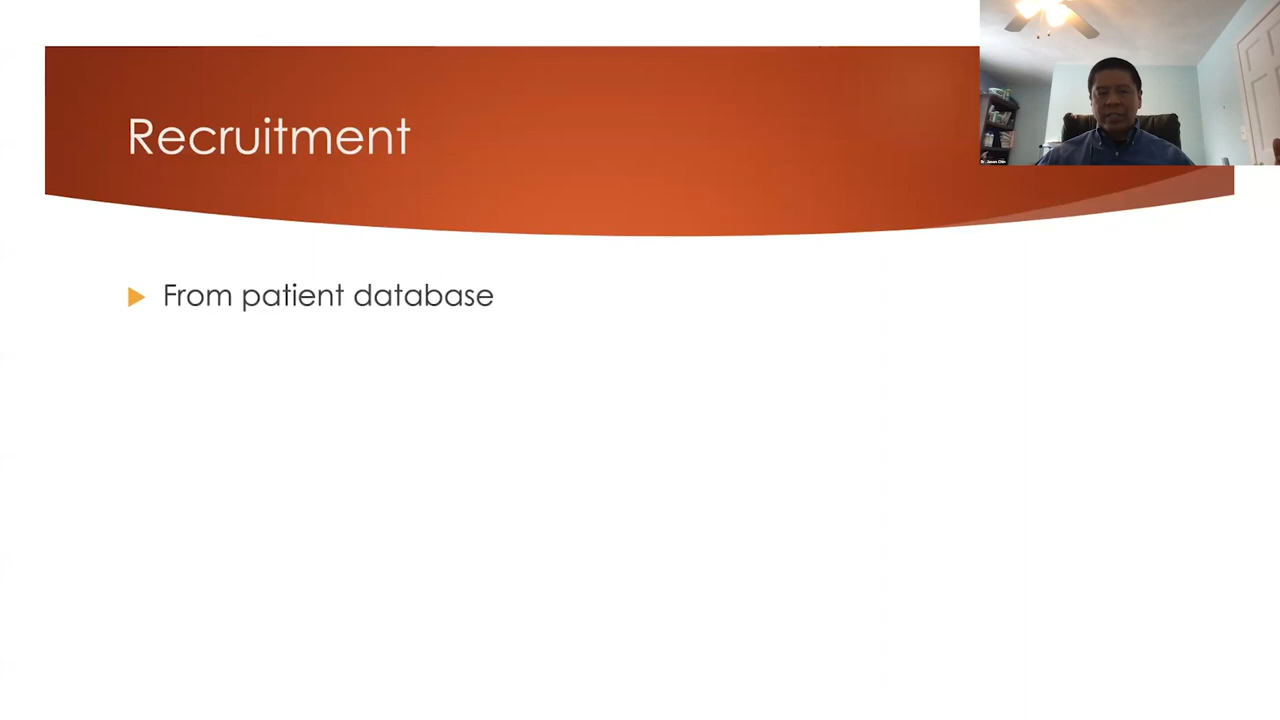 Recruitment
From patient database